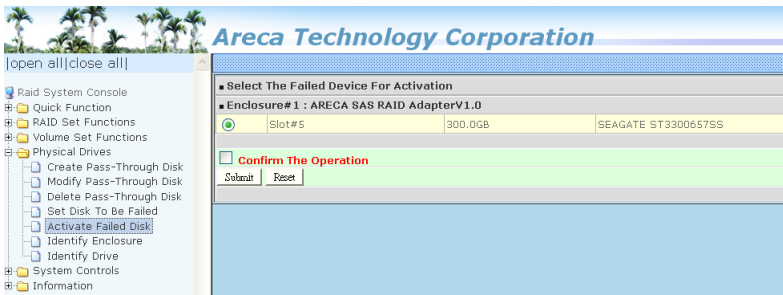 Areca Technology Corporation
|open all|close all|
Raid System Console
Quick Function
RAID Set Functions
Volume Set Functions
Physical Drives
Create Pass-Through Disk
Modify Pass-Through Disk
Delete Pass-Through Disk
Set Disk To Be Failed
Activate Failed Disk
Identify Enclosure
Identify Drive
System Controls
Information
Select The Failed Device For Activation
Enclosure#1 : ARECA SAS RAID AdapterV1.0
Slot#5 300.0GB SEAGATE ST3300657SS
Confirm The Operation
Submit Reset